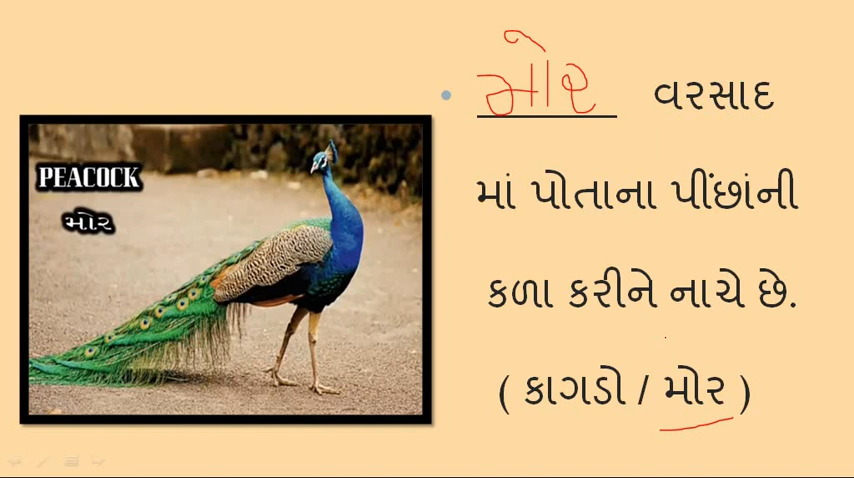 PEACOCK
મોર
• મોર વરસાદ
માં પોતાના પીંછાંની
કળા કરીને નાચે છે.
( કાગડો / મોર )